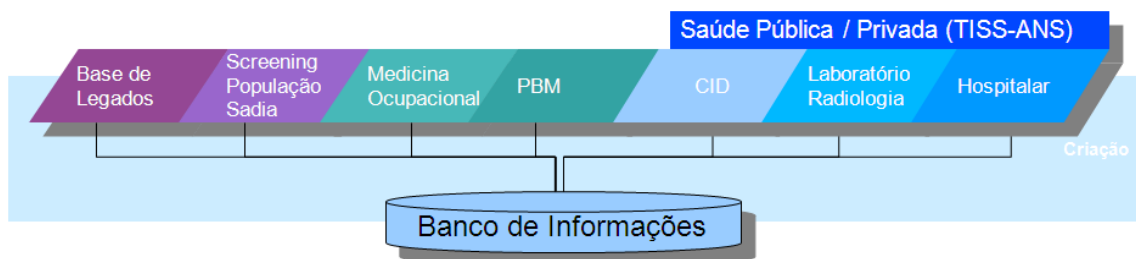 Saúde Pública / Privada (TISS-ANS)
Base de
Legados
Screening
População
Sadia
Medicina
Ocupacional
PBM
CID
Laboratório
Radiologia
Hospitalar
Criação
Banco de Informações